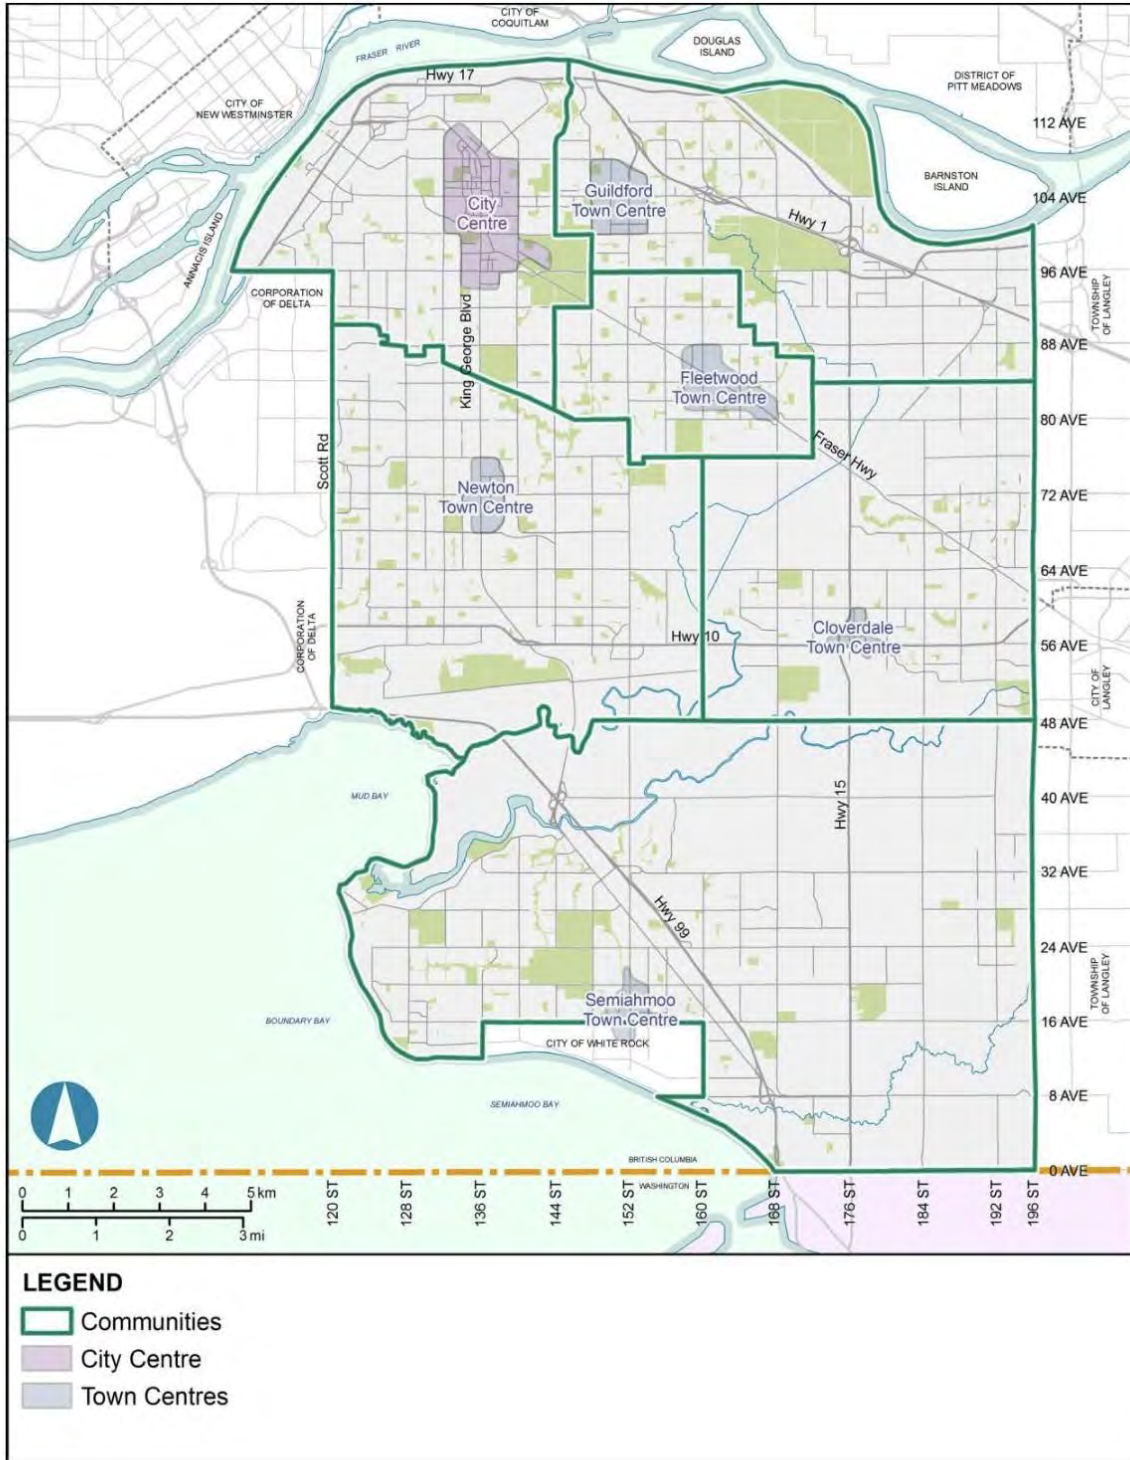 CITY OF
COQUITLAM
DOUGLAS
ISLAND
FRASER RIVER
Hwy 17
DISTRICT OF
PITT MEADOWS
CITY OF
NEW WESTMINSTER
112 AVE
BARNSTON
ISLAND
Guildford
Town Centre
City
Centre
104 AVE
Hwy 1
ANNACIS ISLAND
96 AVE
CORPORATION
OF DELTA
TOWNSHIP
OF LANGLEY
King George Blvd
88 AVE
Fleetwood
Town Centre
80 AVE
Scott Rd
Fraser Hwy
Newton
Town Centre
72 AVE
64 AVE
CORPORATION
OF DELTA
Hwy 10
Cloverdale
Town Centre
56 AVE
CITY OF
LANGLEY
48 AVE
MUD BAY
Hwy 15
40 AVE
32 AVE
Hwy 99
24 AVE
TOWNSHIP
OF LANGLEY
Semiahmoo
Town Centre
BOUNDARY BAY
16 AVE
CITY OF WHITE ROCK
SEMIAHMOO BAY
8 AVE
BRITISH COLUMBIA
0 AVE
WASHINGTON
0 1 2 3 4 5 km
0 1 2 3 mi
120 ST
128 ST
136 ST
144 ST
152 ST
160 ST
168 ST
176 ST
184 ST
192 ST
196 ST
LEGEND
Communities
City Centre
Town Centres